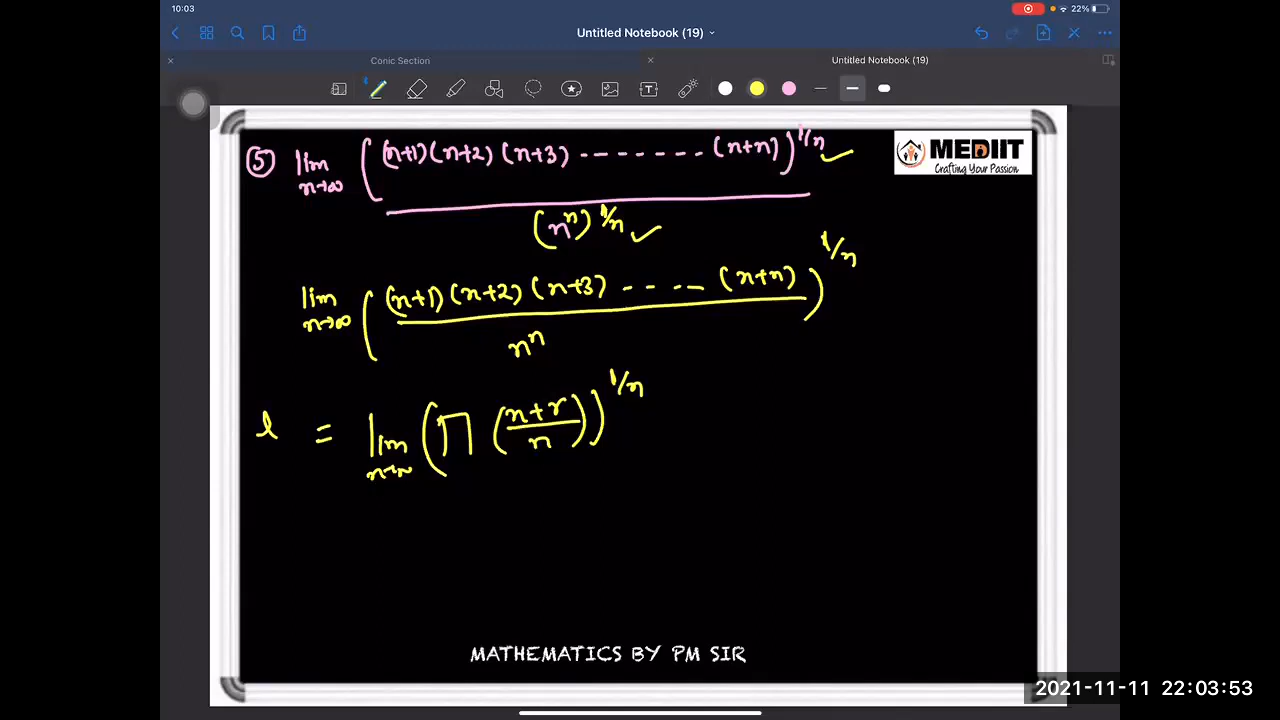 10:03
22%
Untitled Notebook (19)
Conic Section
Untitled Notebook (19)
MEDIIT
Crafting Your Passion
⑤ lim n→∞ ((n+1)(n+2)(n+3) -------- (n+n))^1/n ✓
(n^n)^1/n ✓
lim n→∞ ((n+1)(n+2)(n+3) ----- (n+n))^1/n
n^n
l = lim n→∞ (∏ (n+r/n))^1/n
MATHEMATICS BY PM SIR
2021-11-11 22:03:53